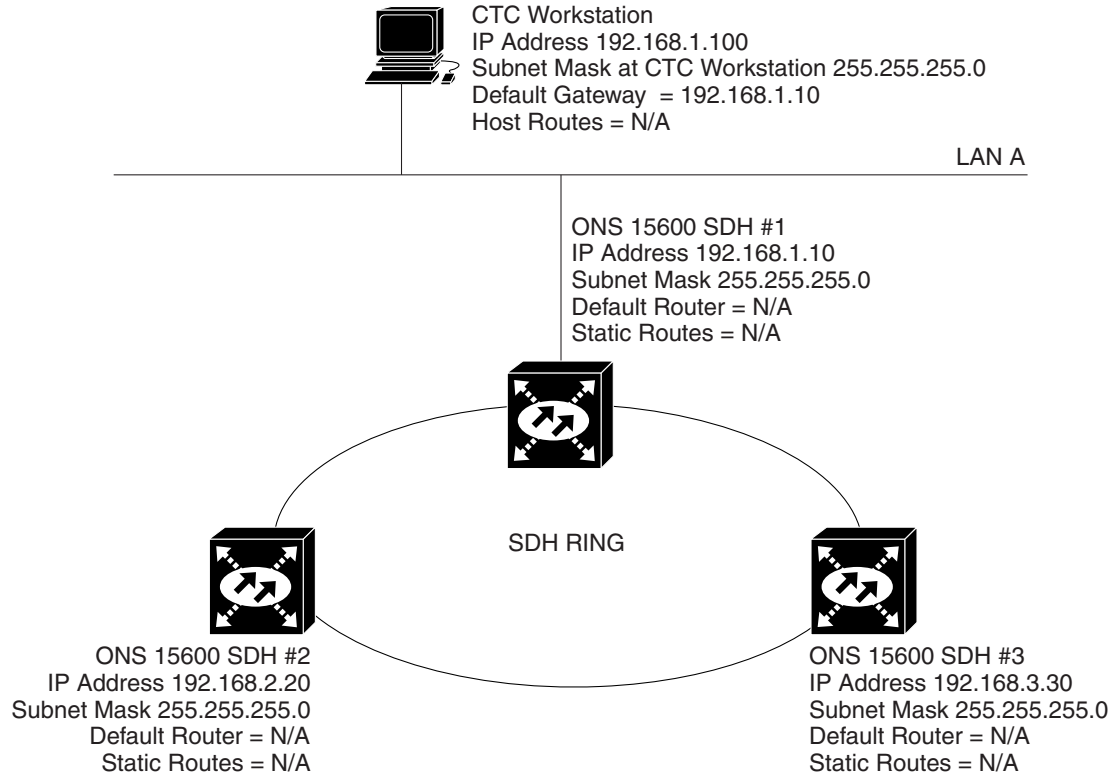 CTC Workstation
IP Address 192.168.1.100
Subnet Mask at CTC Workstation 255.255.255.0
Default Gateway = 192.168.1.10
Host Routes = N/A
LAN A
ONS 15600 SDH #1
IP Address 192.168.1.10
Subnet Mask 255.255.255.0
Default Router = N/A
Static Routes = N/A
SDH RING
ONS 15600 SDH #2
IP Address 192.168.2.20
Subnet Mask 255.255.255.0
Default Router = N/A
Static Routes = N/A
ONS 15600 SDH #3
IP Address 192.168.3.30
Subnet Mask 255.255.255.0
Default Router = N/A
Static Routes = N/A